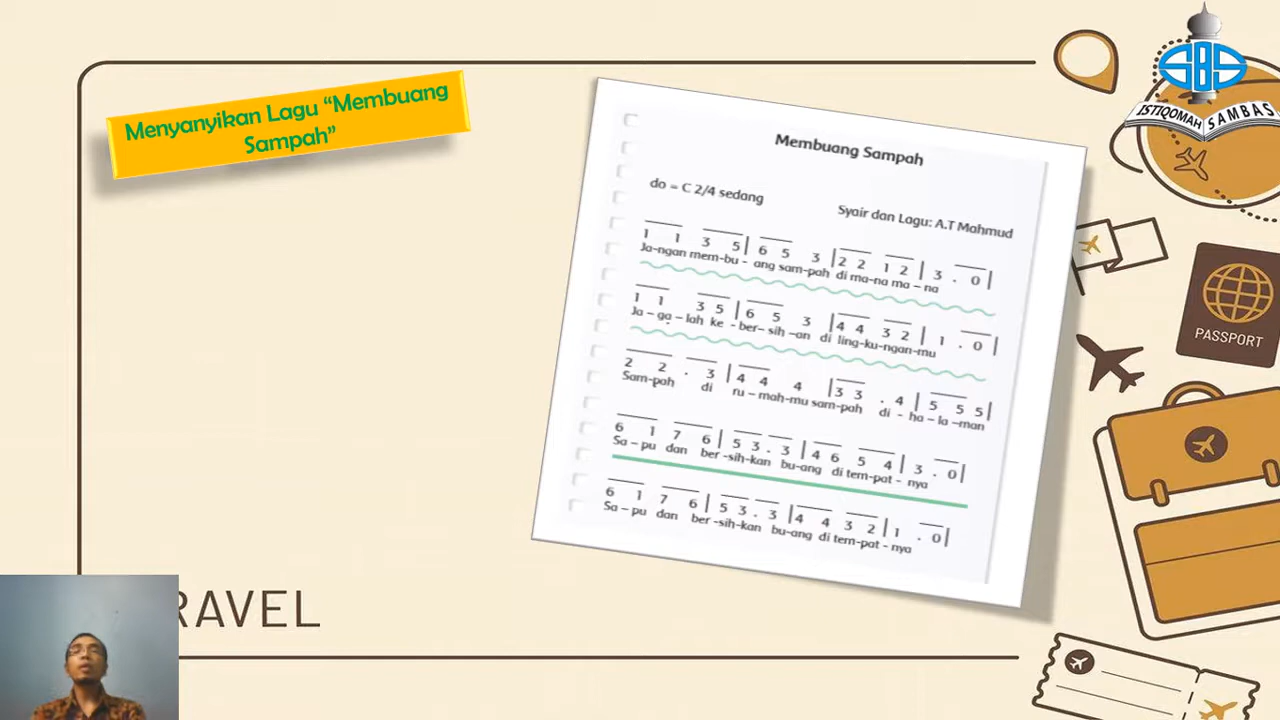 Menyanyikan Lagu “Membuang
Sampah”
Membuang Sampah
do = C 2/4 sedang
Syair dan Lagu: A.T Mahmud
1 1 3 5 | 6 5 3 | 2 2 1 2 | 3 . 0 |
Ja-ngan mem-bu - ang sam-pah di ma-na ma – na
1 1 3 5 | 6 5 3 | 4 4 3 2 | 1 . 0 |
Ja – ga – lah ke - ber– sih –an di ling-ku-ngan-mu
2 2 . 3 | 4 4 4 | 3 3 . 4 | 5 5 5 |
Sam-pah di ru – mah-mu sam-pah di - ha – la –man
6 1 7 6 | 5 3 . 3 | 4 6 5 4 | 3 . 0 |
Sa – pu dan ber -sih-kan bu-ang di tem-pat - nya
6 1 7 6 | 5 3 . 3 | 4 4 3 2 | 1 . 0 |
Sa – pu dan ber -sih-kan bu-ang di tem-pat - nya
SBS
ISTIQOMAH SAMBAS
PASSPORT
RAVEL